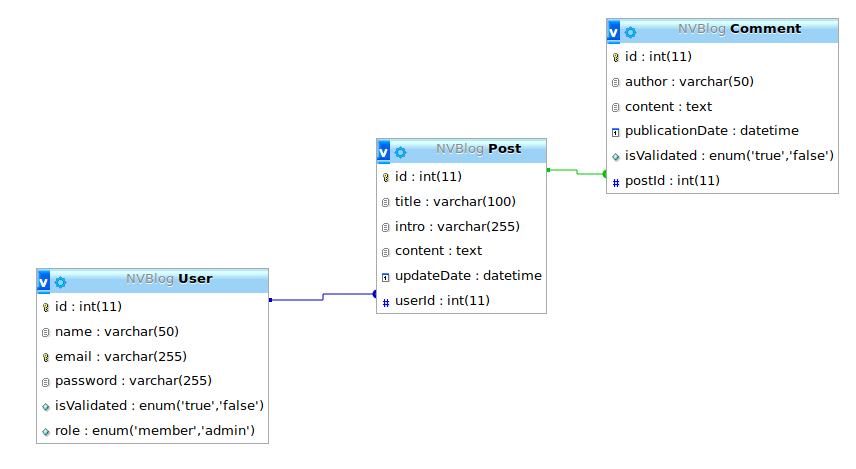 v NVBlog Comment
id : int(11)
author : varchar(50)
content : text
publicationDate : datetime
isValidated : enum('true','false')
# postId : int(11)
v NVBlog Post
id : int(11)
title : varchar(100)
intro : varchar(255)
content : text
updateDate : datetime
# userId : int(11)
v NVBlog User
id : int(11)
name : varchar(50)
email : varchar(255)
password : varchar(255)
isValidated : enum('true','false')
role : enum('member','admin')